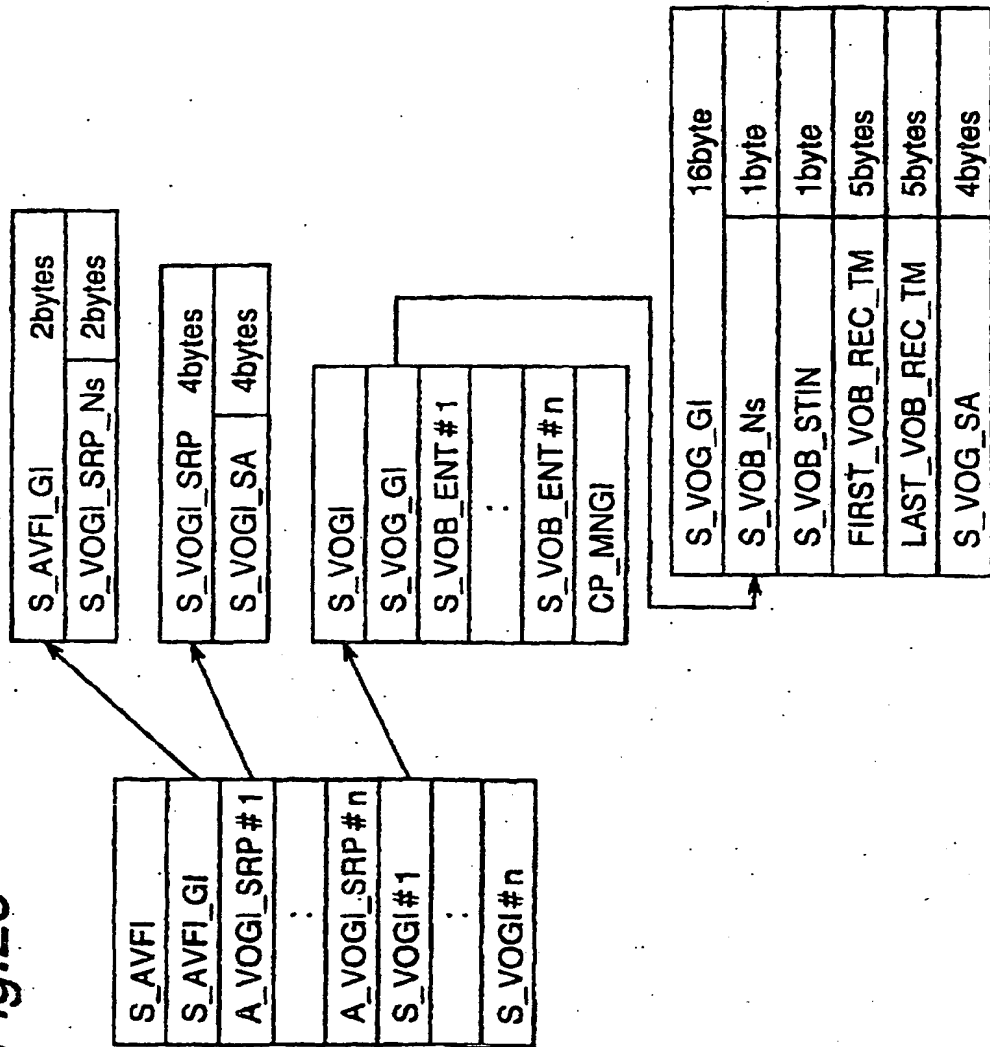 S_AVFI
S_AVFI_GI
A_VOGI_SRP#1
:
A_VOGI_SRP#n
S_VOGI#1
:
S_VOGI#n
S_AVFI_GI 2bytes
S_VOGI_SRP_Ns 2bytes
S_VOGI_SRP 4bytes
S_VOGI_SA 4bytes
S_VOGI
S_VOG_GI
S_VOB_ENT#1
:
S_VOB_ENT#n
CP_MNGI
S_VOG_GI 16byte
S_VOB_Ns 1byte
S_VOB_STIN 1byte
FIRST_VOB_REC_TM 5bytes
LAST_VOB_REC_TM 5bytes
S_VOG_SA 4bytes